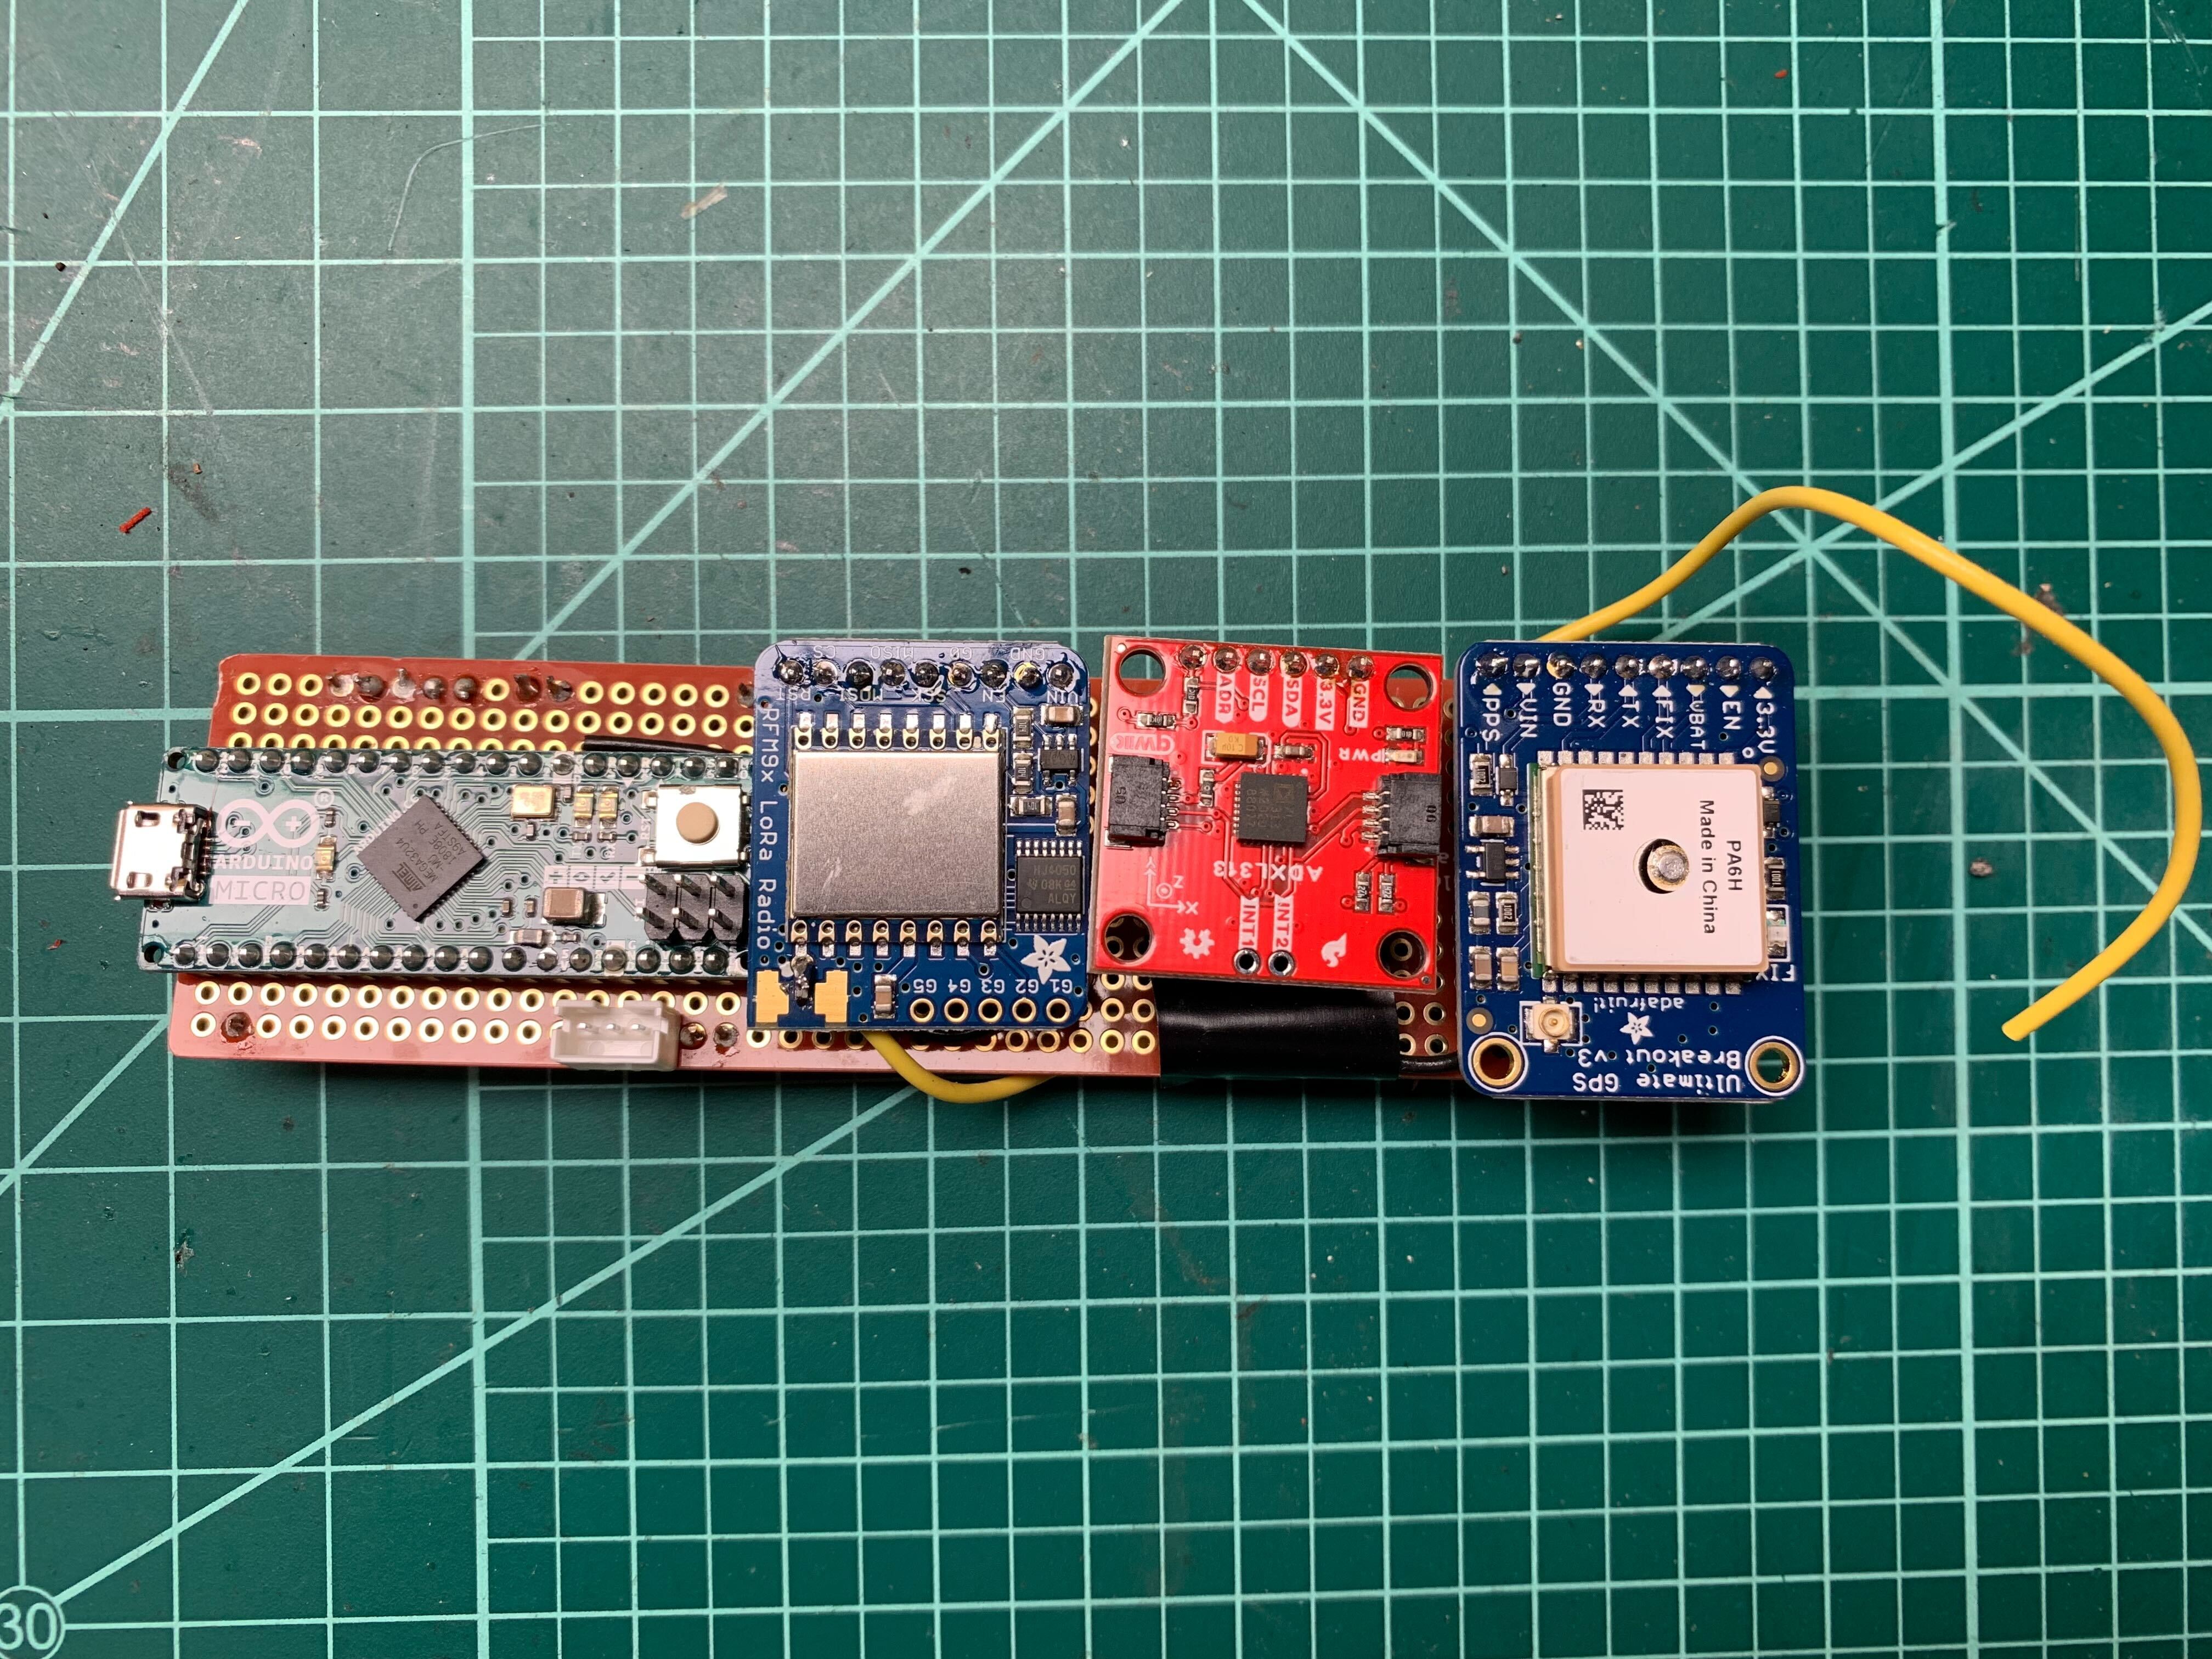 ARDUINO
MICRO
RFM9x LoRa Radio
RST
CS
MOSI
MISO
SCK
G0
EN
GND
VIN
G5
G4
G3
G2
G1
ALQY
ADR
SCL
SDA
3.3V
GND
PWR
ADXL313
Z
X
INT1
INT2
PPS
VIN
GND
RX
TX
FIX
VBAT
EN
3.3V
PA6H
Made in China
FIX
adafruit!
Ultimate GPS
Breakout v3
30